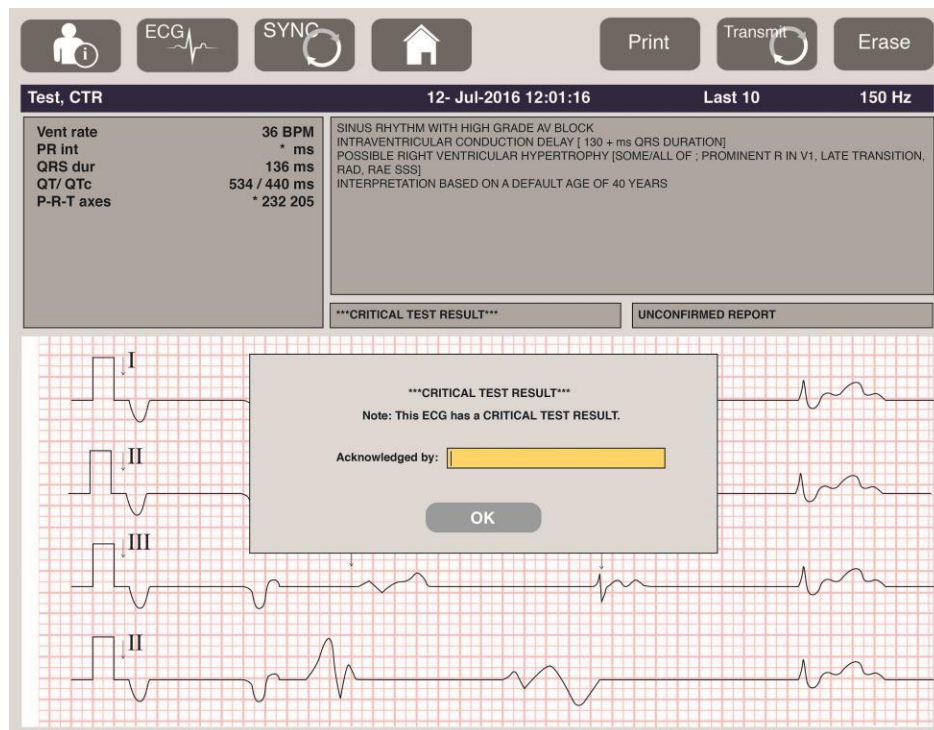 ECG
SYNC
Print
Transmit
Erase
Test, CTR 12- Jul-2016 12:01:16 Last 10 150 Hz
Vent rate 36 BPM
PR int * ms
QRS dur 136 ms
QT/ QTc 534 / 440 ms
P-R-T axes * 232 205
SINUS RHYTHM WITH HIGH GRADE AV BLOCK
INTRAVENTRICULAR CONDUCTION DELAY [ 130 + ms QRS DURATION]
POSSIBLE RIGHT VENTRICULAR HYPERTROPHY [SOME/ALL OF ; PROMINENT R IN V1, LATE TRANSITION,
RAD, RAE SSS]
INTERPRETATION BASED ON A DEFAULT AGE OF 40 YEARS
***CRITICAL TEST RESULT***
UNCONFIRMED REPORT
***CRITICAL TEST RESULT***
Note: This ECG has a CRITICAL TEST RESULT.
Acknowledged by:
OK
I
II
III
II